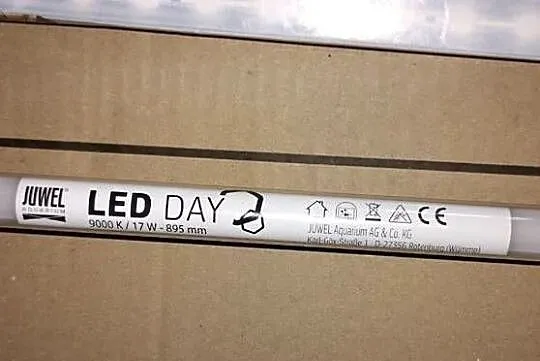 JUWEL
AQUARIUM
LED DAY
9000 K / 17 W - 895 mm
CE
JUWEL Aquarium AG & Co. KG
Karl-Göx-Straße 1 D-27356 Rotenburg (Wümme)